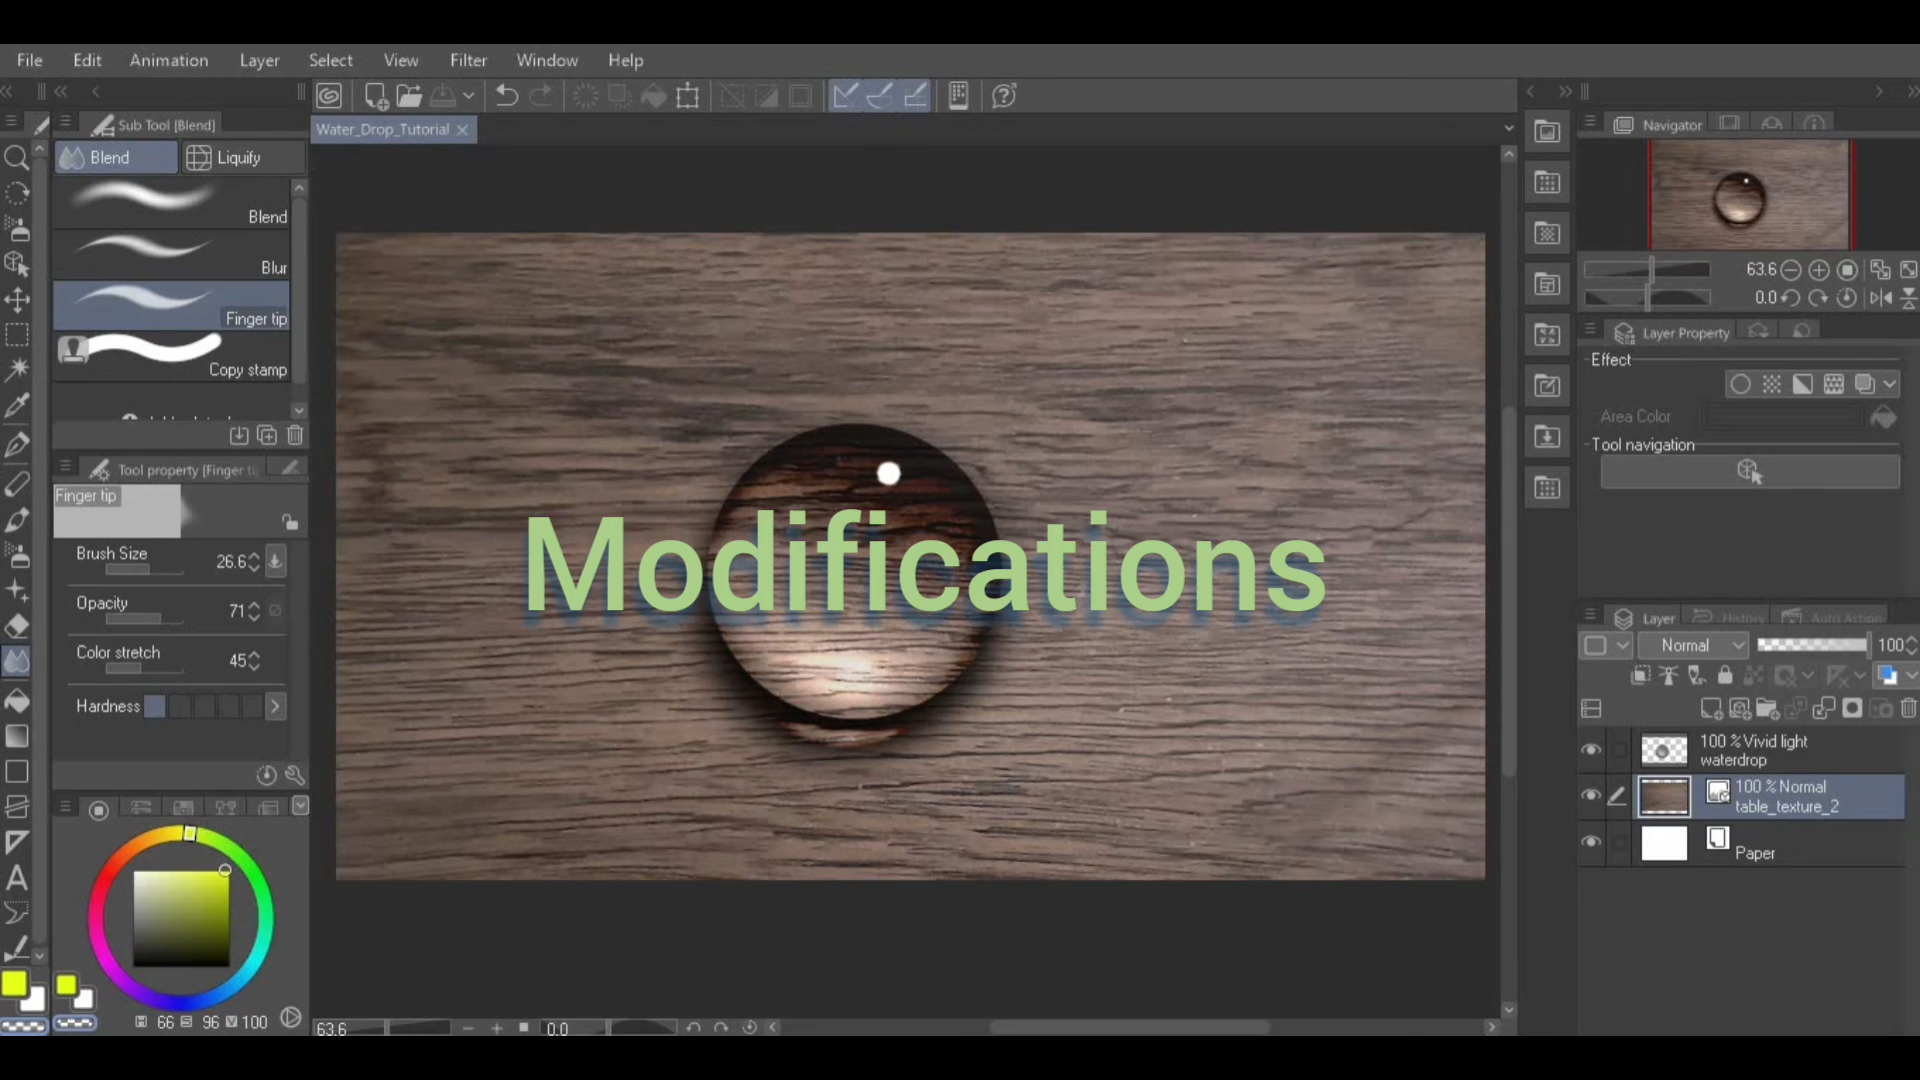 File Edit Animation Layer Select View Filter Window Help
Sub Tool [Blend]
Water_Drop_Tutorial
Navigator
Blend Liquify
Blend
Blur
Finger tip
Copy stamp
63.6
0.0
Layer Property
Effect
Area Color
Tool navigation
Tool property [Finger ti
Finger tip
Brush Size 26.6
Opacity 71
Color stretch 45
Hardness
Modifications
Layer History Auto Action
Normal 100
100 % Vivid light
waterdrop
100 % Normal
table_texture_2
Paper
H 66 S 96 V 100
63.6 0.0